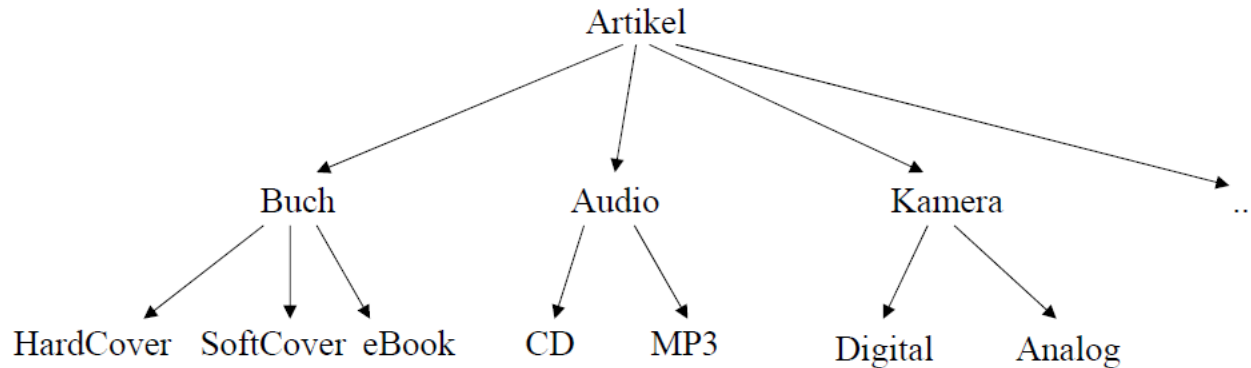 Artikel
Buch Audio Kamera ..
HardCover SoftCover eBook CD MP3 Digital Analog